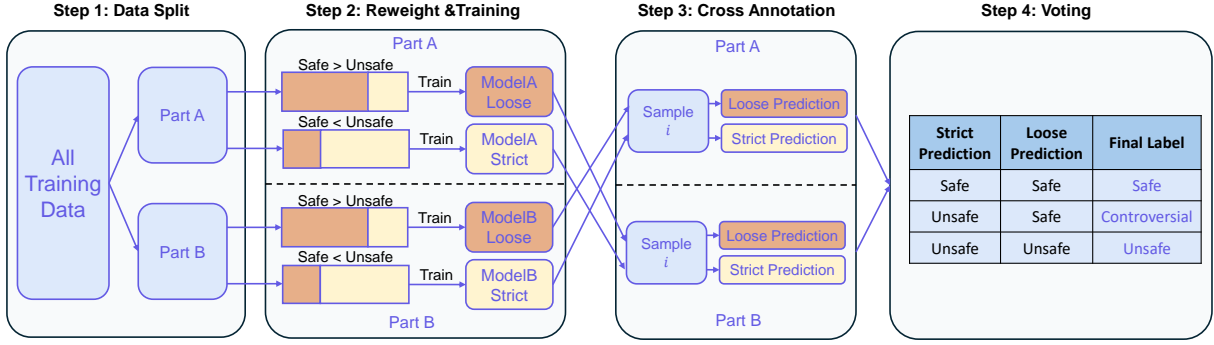 Step 1: Data Split
All
Training
Data
Part A
Part B
Step 2: Reweight &Training
Part A
Safe > Unsafe
Train
ModelA
Loose
Safe < Unsafe
Train
ModelA
Strict
Safe > Unsafe
Train
ModelB
Loose
Safe < Unsafe
Train
ModelB
Strict
Part B
Step 3: Cross Annotation
Part A
Sample
i
Loose Prediction
Strict Prediction
Sample
i
Loose Prediction
Strict Prediction
Part B
Step 4: Voting
Strict Prediction Loose Prediction Final Label
Safe Safe Safe
Unsafe Safe Controversial
Unsafe Unsafe Unsafe